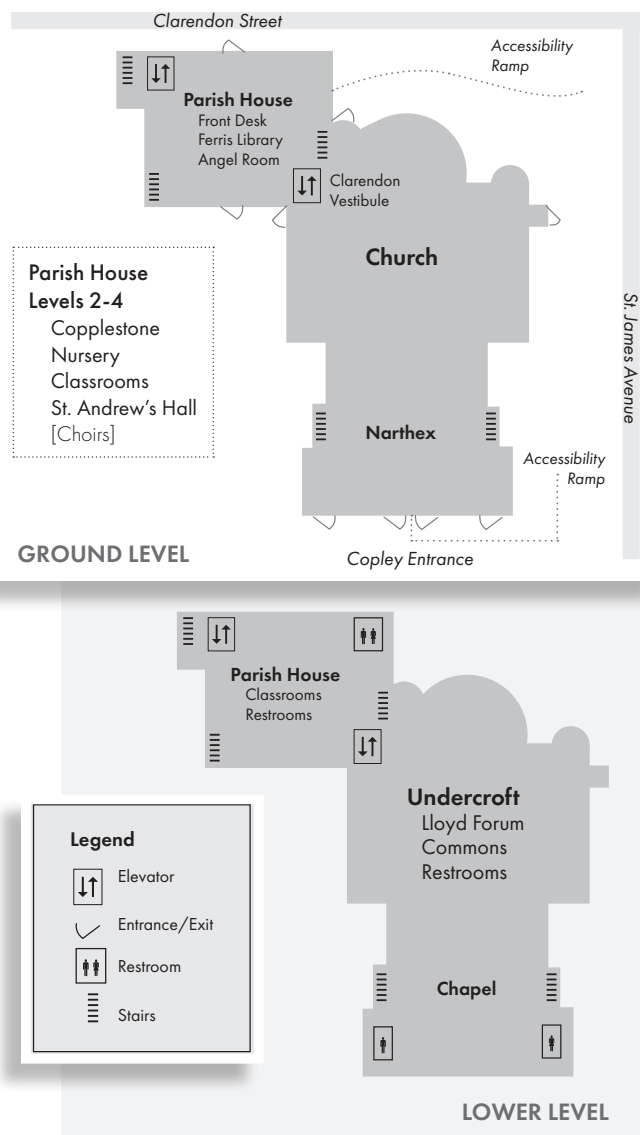 Clarendon Street
Accessibility
Ramp
Parish House
Front Desk
Ferris Library
Angel Room
Clarendon
Vestibule
Church
Parish House
Levels 2-4
Copplestone
Nursery
Classrooms
St. Andrew's Hall
[Choirs]
St. James Avenue
Narthex
Accessibility
Ramp
GROUND LEVEL
Copley Entrance
Parish House
Classrooms
Restrooms
Undercroft
Lloyd Forum
Commons
Restrooms
Legend
Elevator
Entrance/Exit
Restroom
Stairs
Chapel
LOWER LEVEL